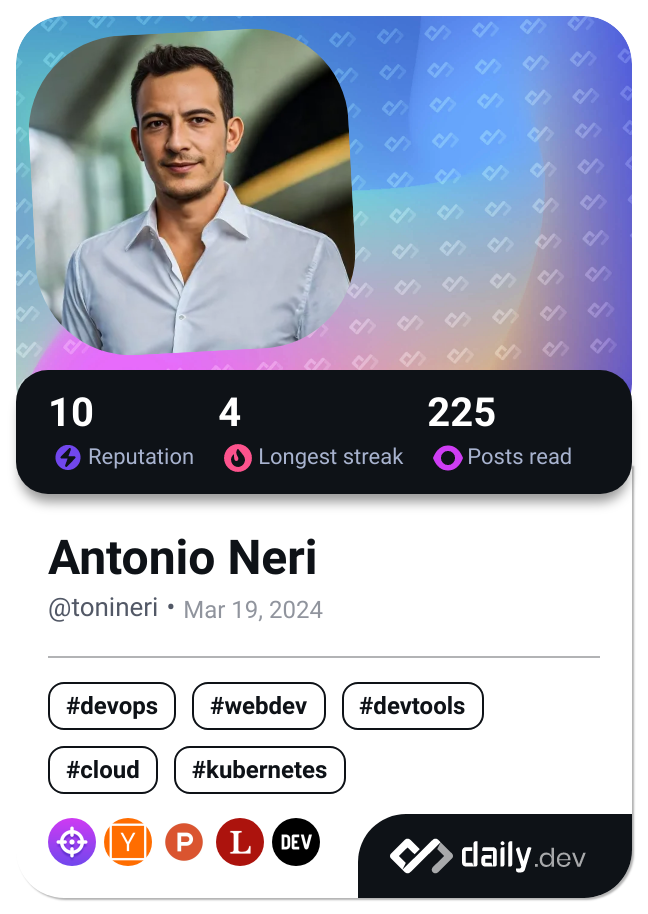 10 4 225
Reputation Longest streak Posts read
Antonio Neri
@tonineri • Mar 19, 2024
#devops #webdev #devtools
#cloud #kubernetes
Y P L DEV
daily.dev